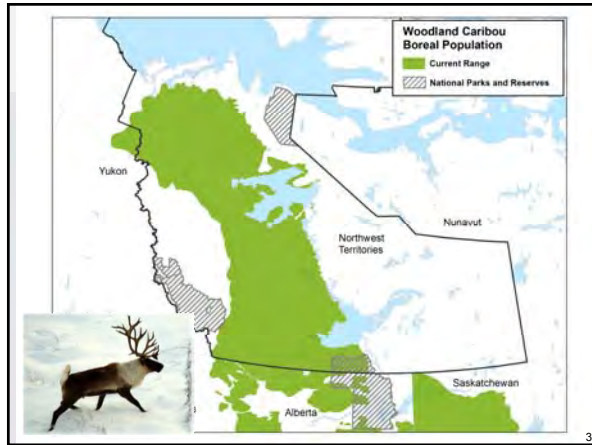 Woodland Caribou
Boreal Population
Current Range
National Parks and Reserves
Yukon
Nunavut
Northwest
Territories
Saskatchewan
Alberta
3